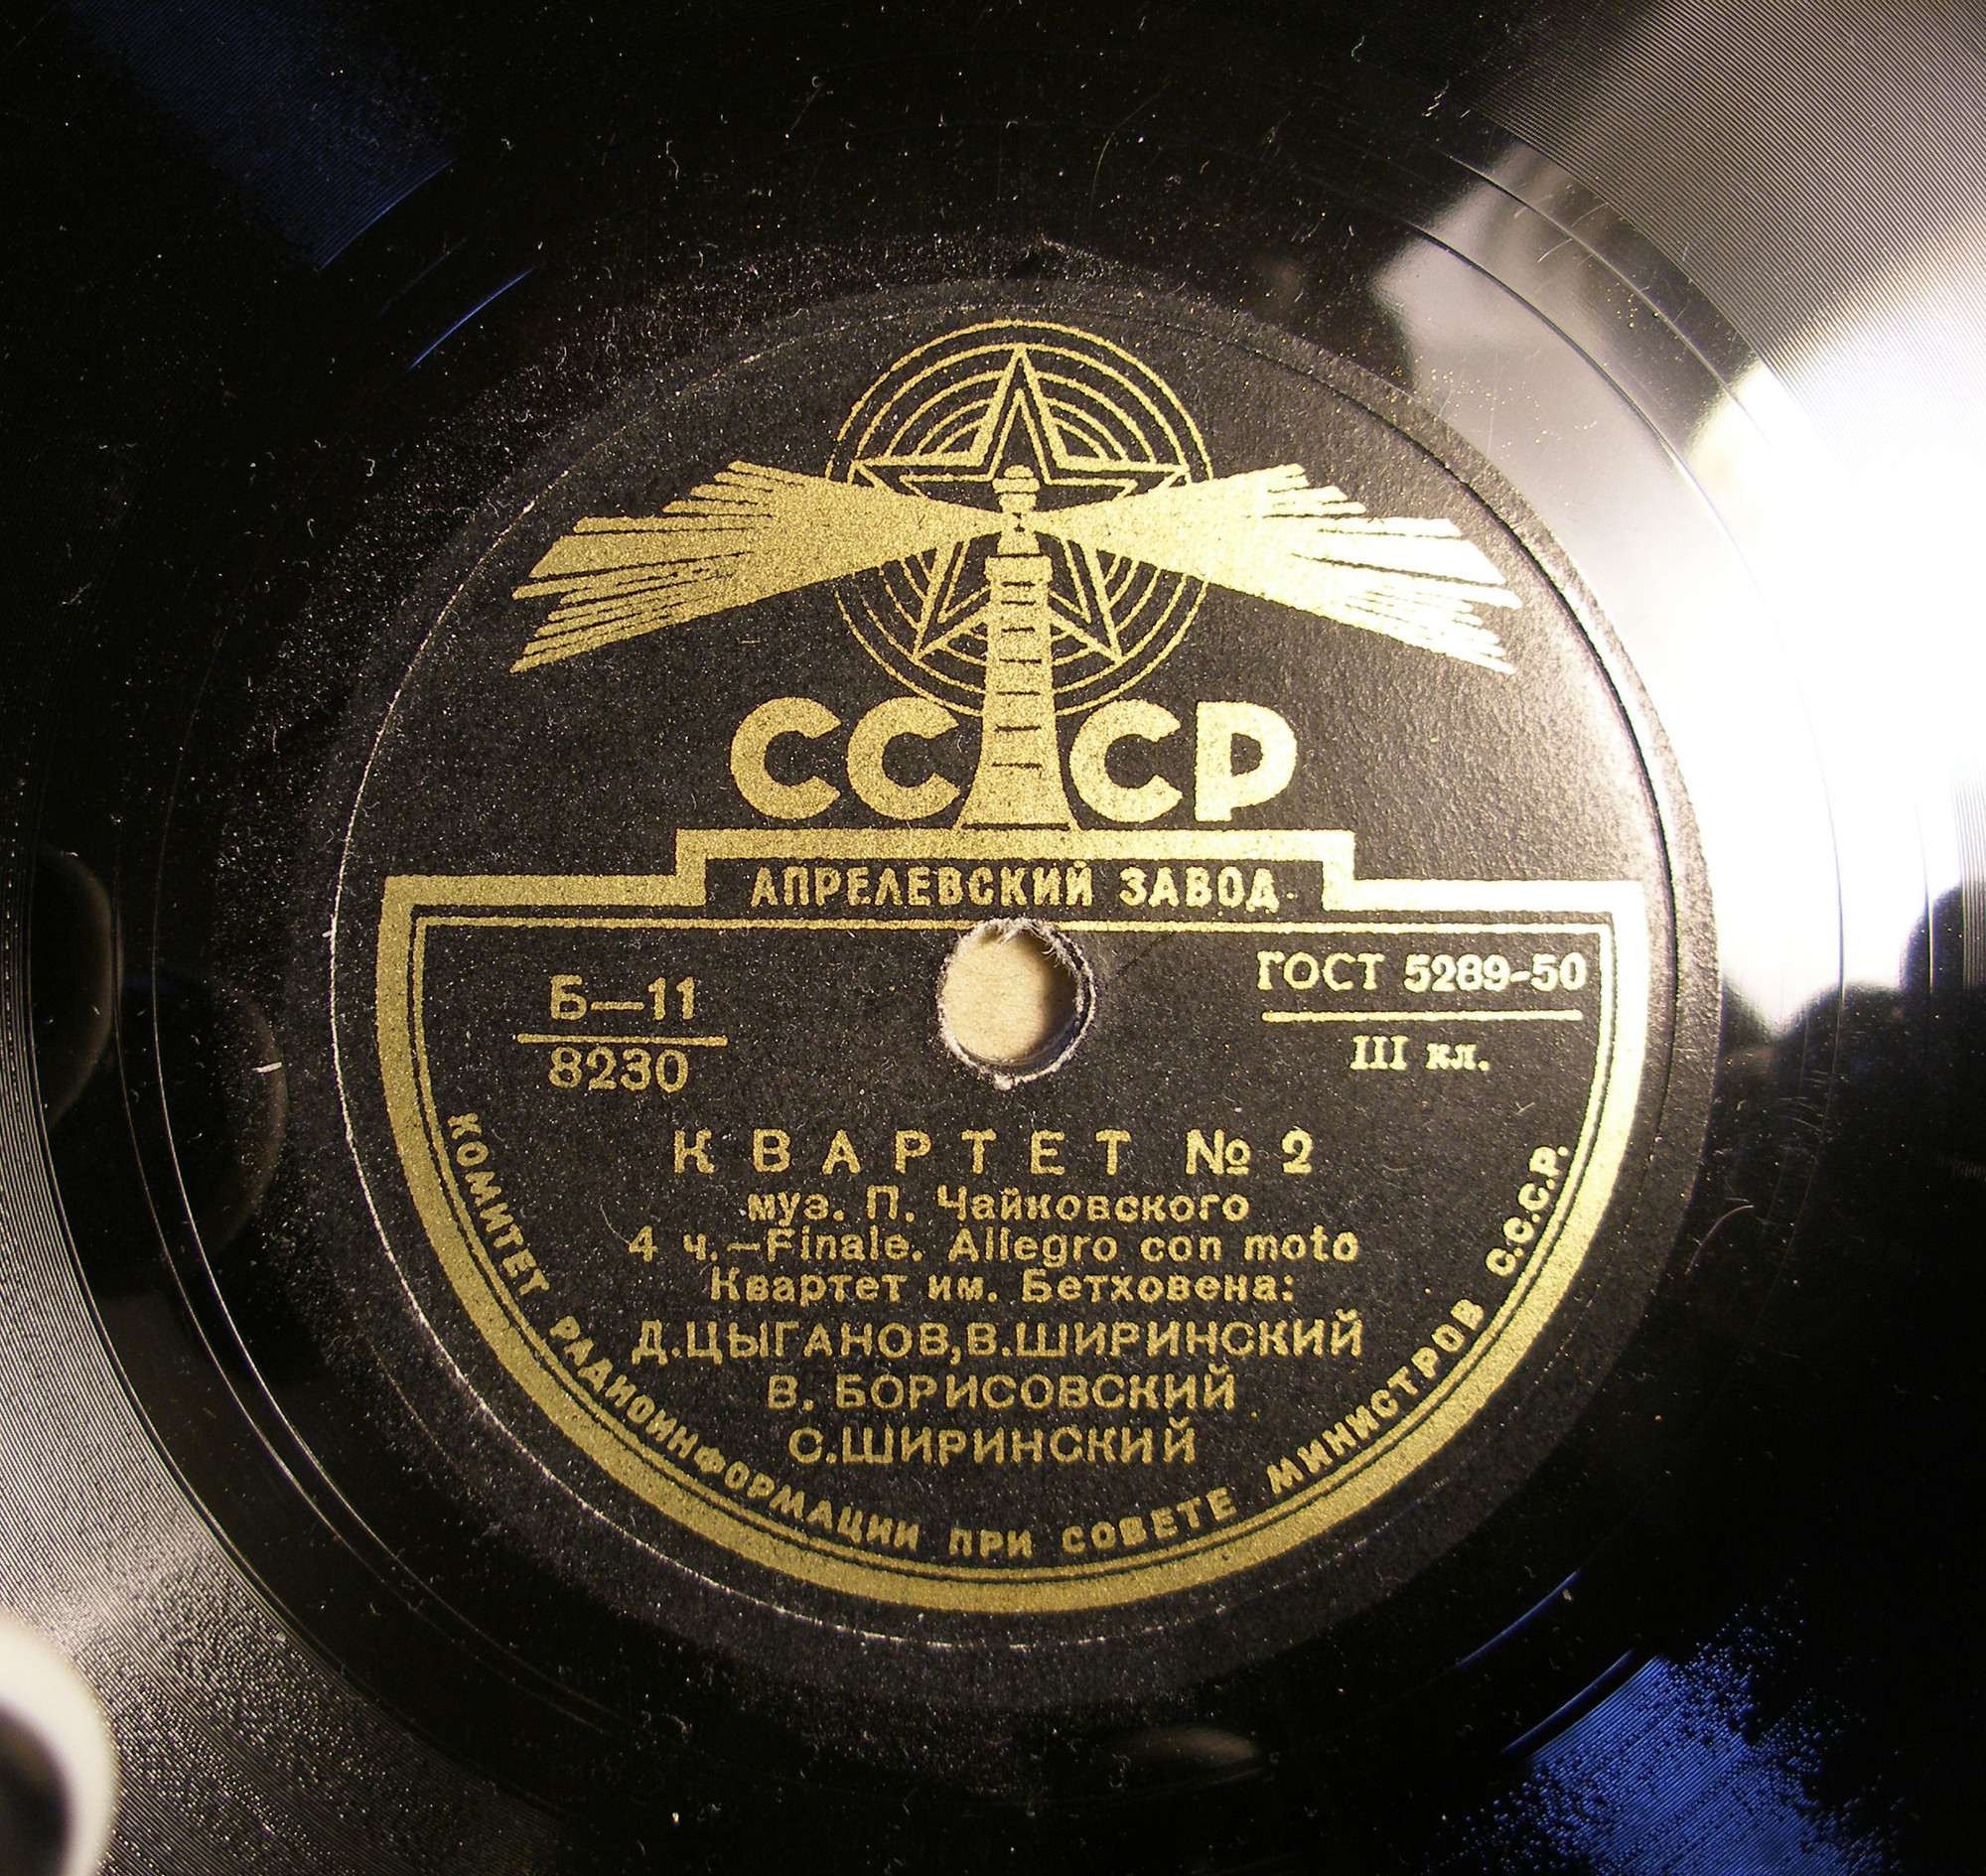 СССР
АПРЕЛЕВСКИЙ ЗАВОД
Б—11
8230
ГОСТ 5289-50
III кл.
КВАРТЕТ № 2
муз. П. Чайковского
4 ч.—Finale. Allegro con moto
Квартет им. Бетховена:
Д.ЦЫГАНОВ,В.ШИРИНСКИЙ
В. БОРИСОВСКИЙ
С.ШИРИНСКИЙ
КОМИТЕТ РАДИОИНФОРМАЦИИ ПРИ СОВЕТЕ МИНИСТРОВ С.С.С.Р.